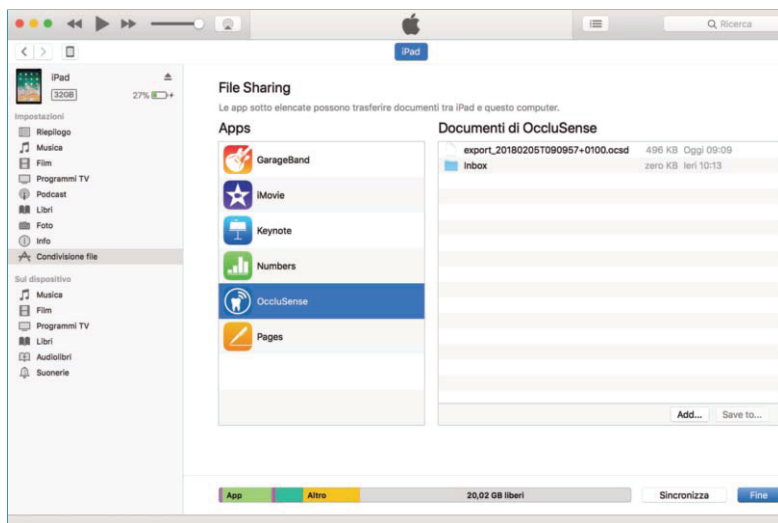 Ricerca
iPad
iPad
32GB
27%
Impostazioni
Riepilogo
Musica
Film
Programmi TV
Podcast
Libri
Foto
Info
Condivisione file
Sul dispositivo
Musica
Film
Programmi TV
Libri
Audiolibri
Suonerie
File Sharing
Le app sotto elencate possono trasferire documenti tra iPad e questo computer.
Apps
GarageBand
iMovie
Keynote
Numbers
OccluSense
Pages
Documenti di OccluSense
export_20180205T090957+0100.ocsd 496 KB Oggi 09:09
Inbox zero KB Ieri 10:13
Add... Save to...
App Altro 20,02 GB liberi Sincronizza Fine